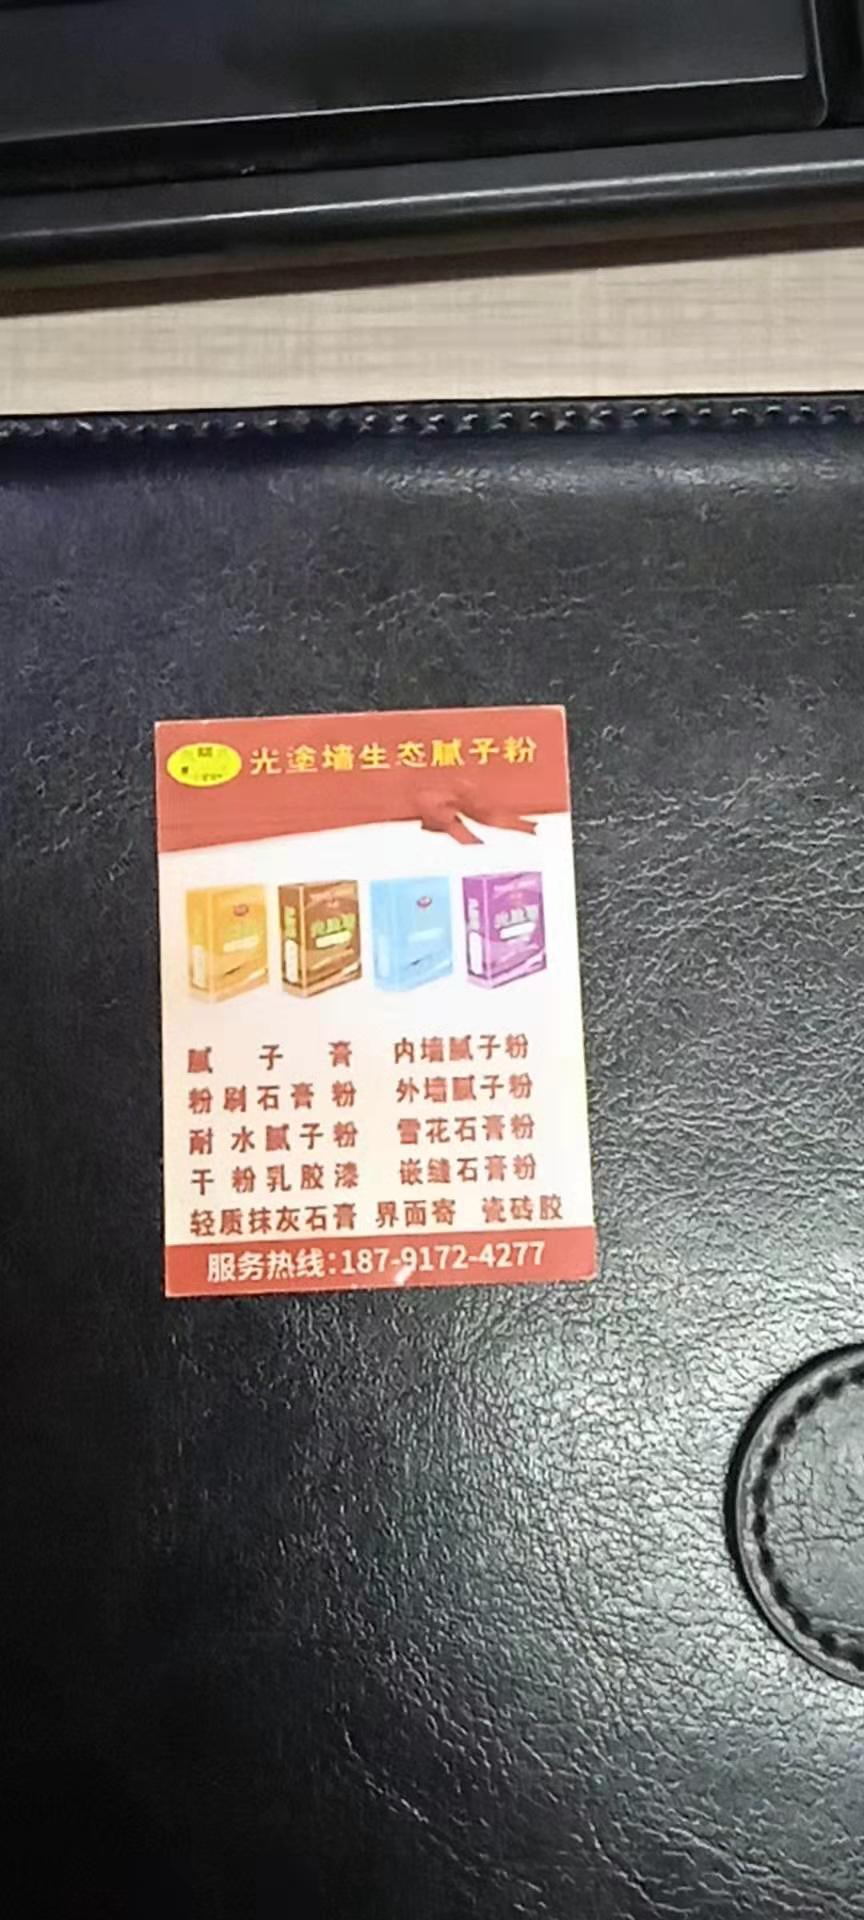 光塗墙生态腻子粉
腻子膏 内墙腻子粉
粉刷石膏粉 外墙腻子粉
耐水腻子粉 雪花石膏粉
干粉乳胶漆 嵌缝石膏粉
轻质抹灰石膏 界面寄 瓷砖胶
服务热线:187-9172-4277